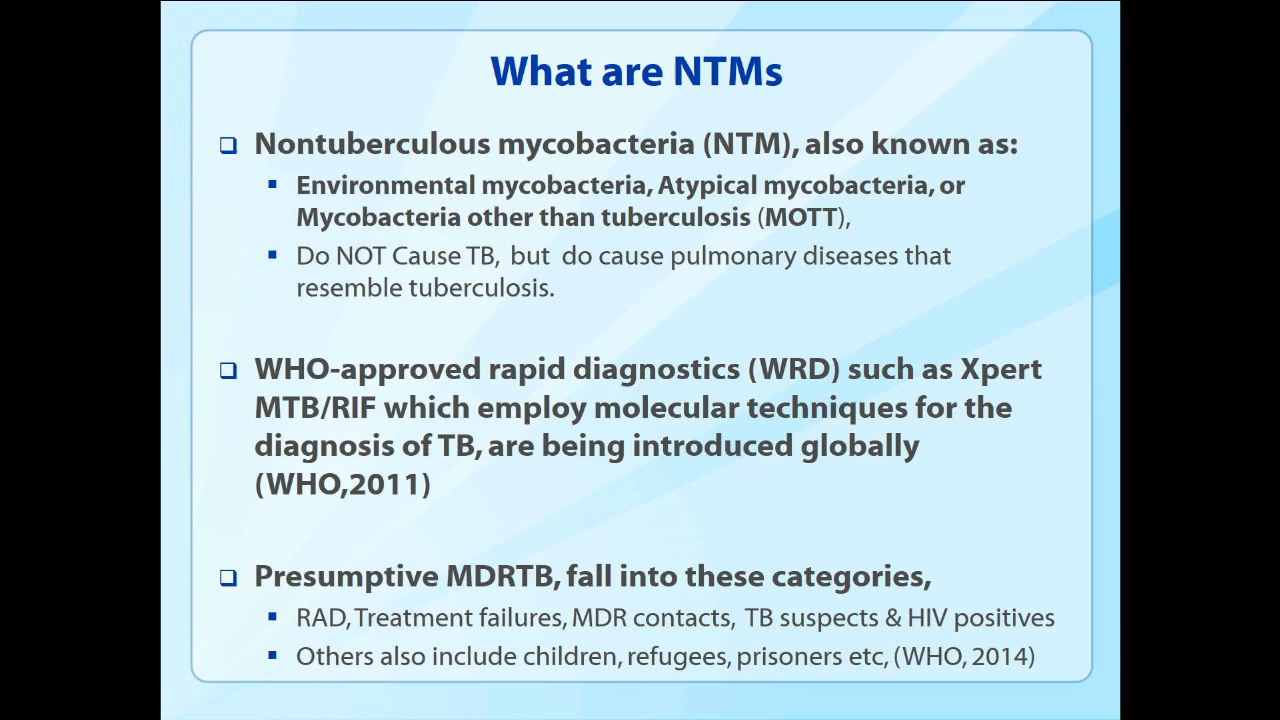 What are NTMs
Nontuberculous mycobacteria (NTM), also known as:
Environmental mycobacteria, Atypical mycobacteria, or
Mycobacteria other than tuberculosis (MOTT),
Do NOT Cause TB, but do cause pulmonary diseases that
resemble tuberculosis.
WHO-approved rapid diagnostics (WRD) such as Xpert
MTB/RIF which employ molecular techniques for the
diagnosis of TB, are being introduced globally
(WHO,2011)
Presumptive MDRTB, fall into these categories,
RAD, Treatment failures, MDR contacts, TB suspects & HIV positives
Others also include children, refugees, prisoners etc, (WHO, 2014)